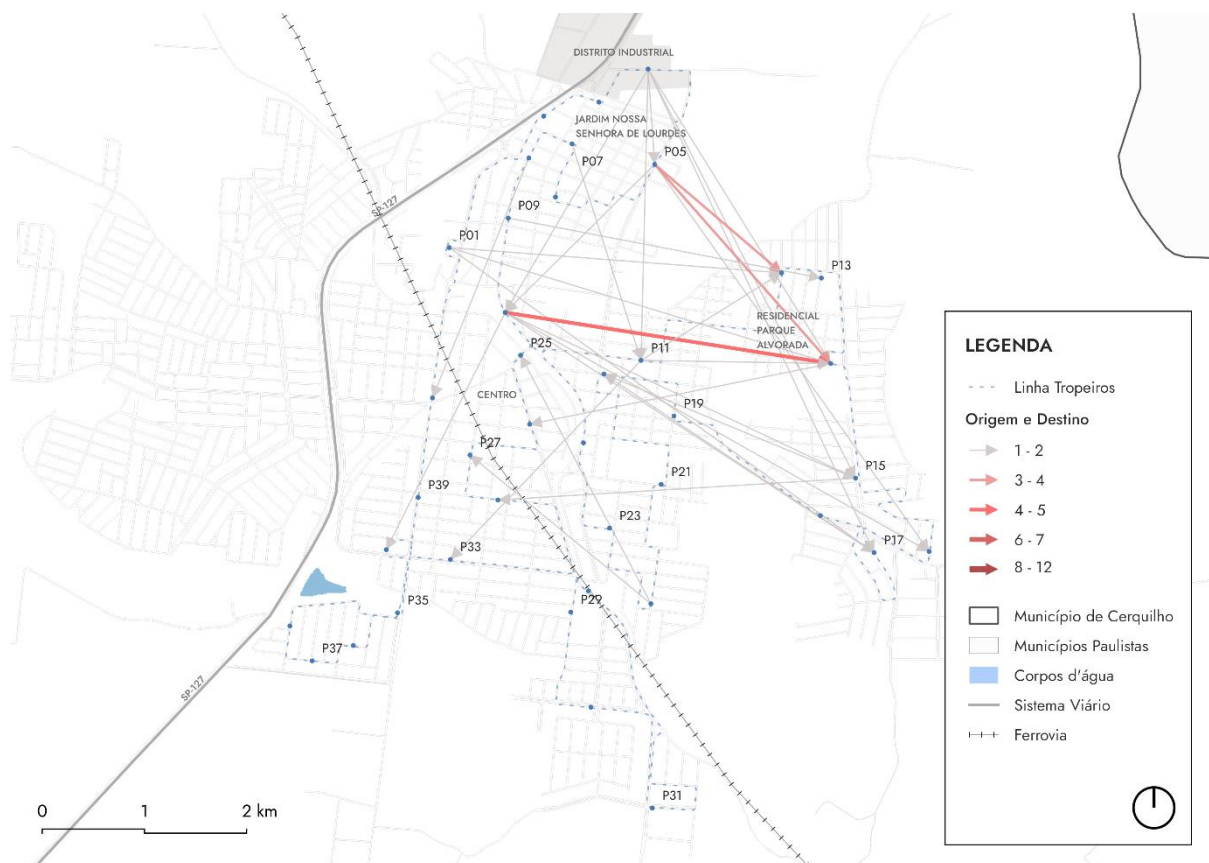 DISTRITO INDUSTRIAL
JARDIM NOSSA
SENHORA DE LOURDES
P05
P07
SP-127
P09
P01
P13
RESIDENCIAL
PARQUE
ALVORADA
P11
P25
CENTRO
P19
P27
P15
P21
P39
P23
P17
P33
P29
P35
P37
SP-127
P31
0 1 2 km
LEGENDA
Linha Tropeiros
Origem e Destino
1 - 2
3 - 4
4 - 5
6 - 7
8 - 12
Município de Cerquilho
Municípios Paulistas
Corpos d'água
Sistema Viário
Ferrovia